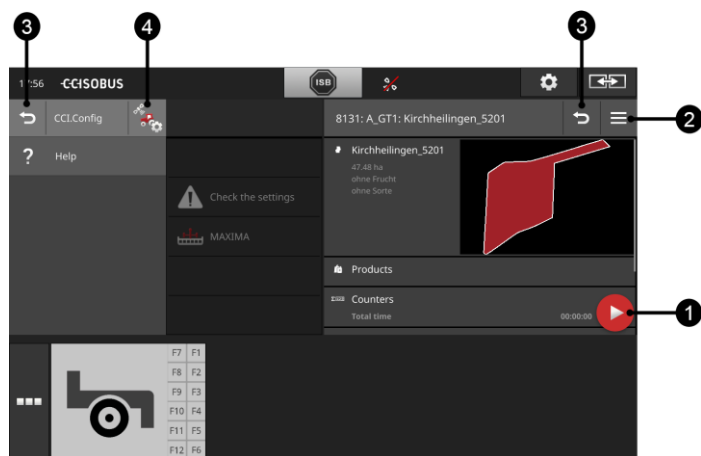 3
4
3
17:56
CCISOBUS
ISB
CCI.Config
8131: A_GT1: Kirchheilingen_5201
2
? Help
Kirchheilingen_5201
47.48 ha
ohne Frucht
ohne Sorte
Check the settings
MAXIMA
Products
Counters
Total time 00:00:00
1
F7 F1
F8 F2
F9 F3
F10 F4
F11 F5
F12 F6